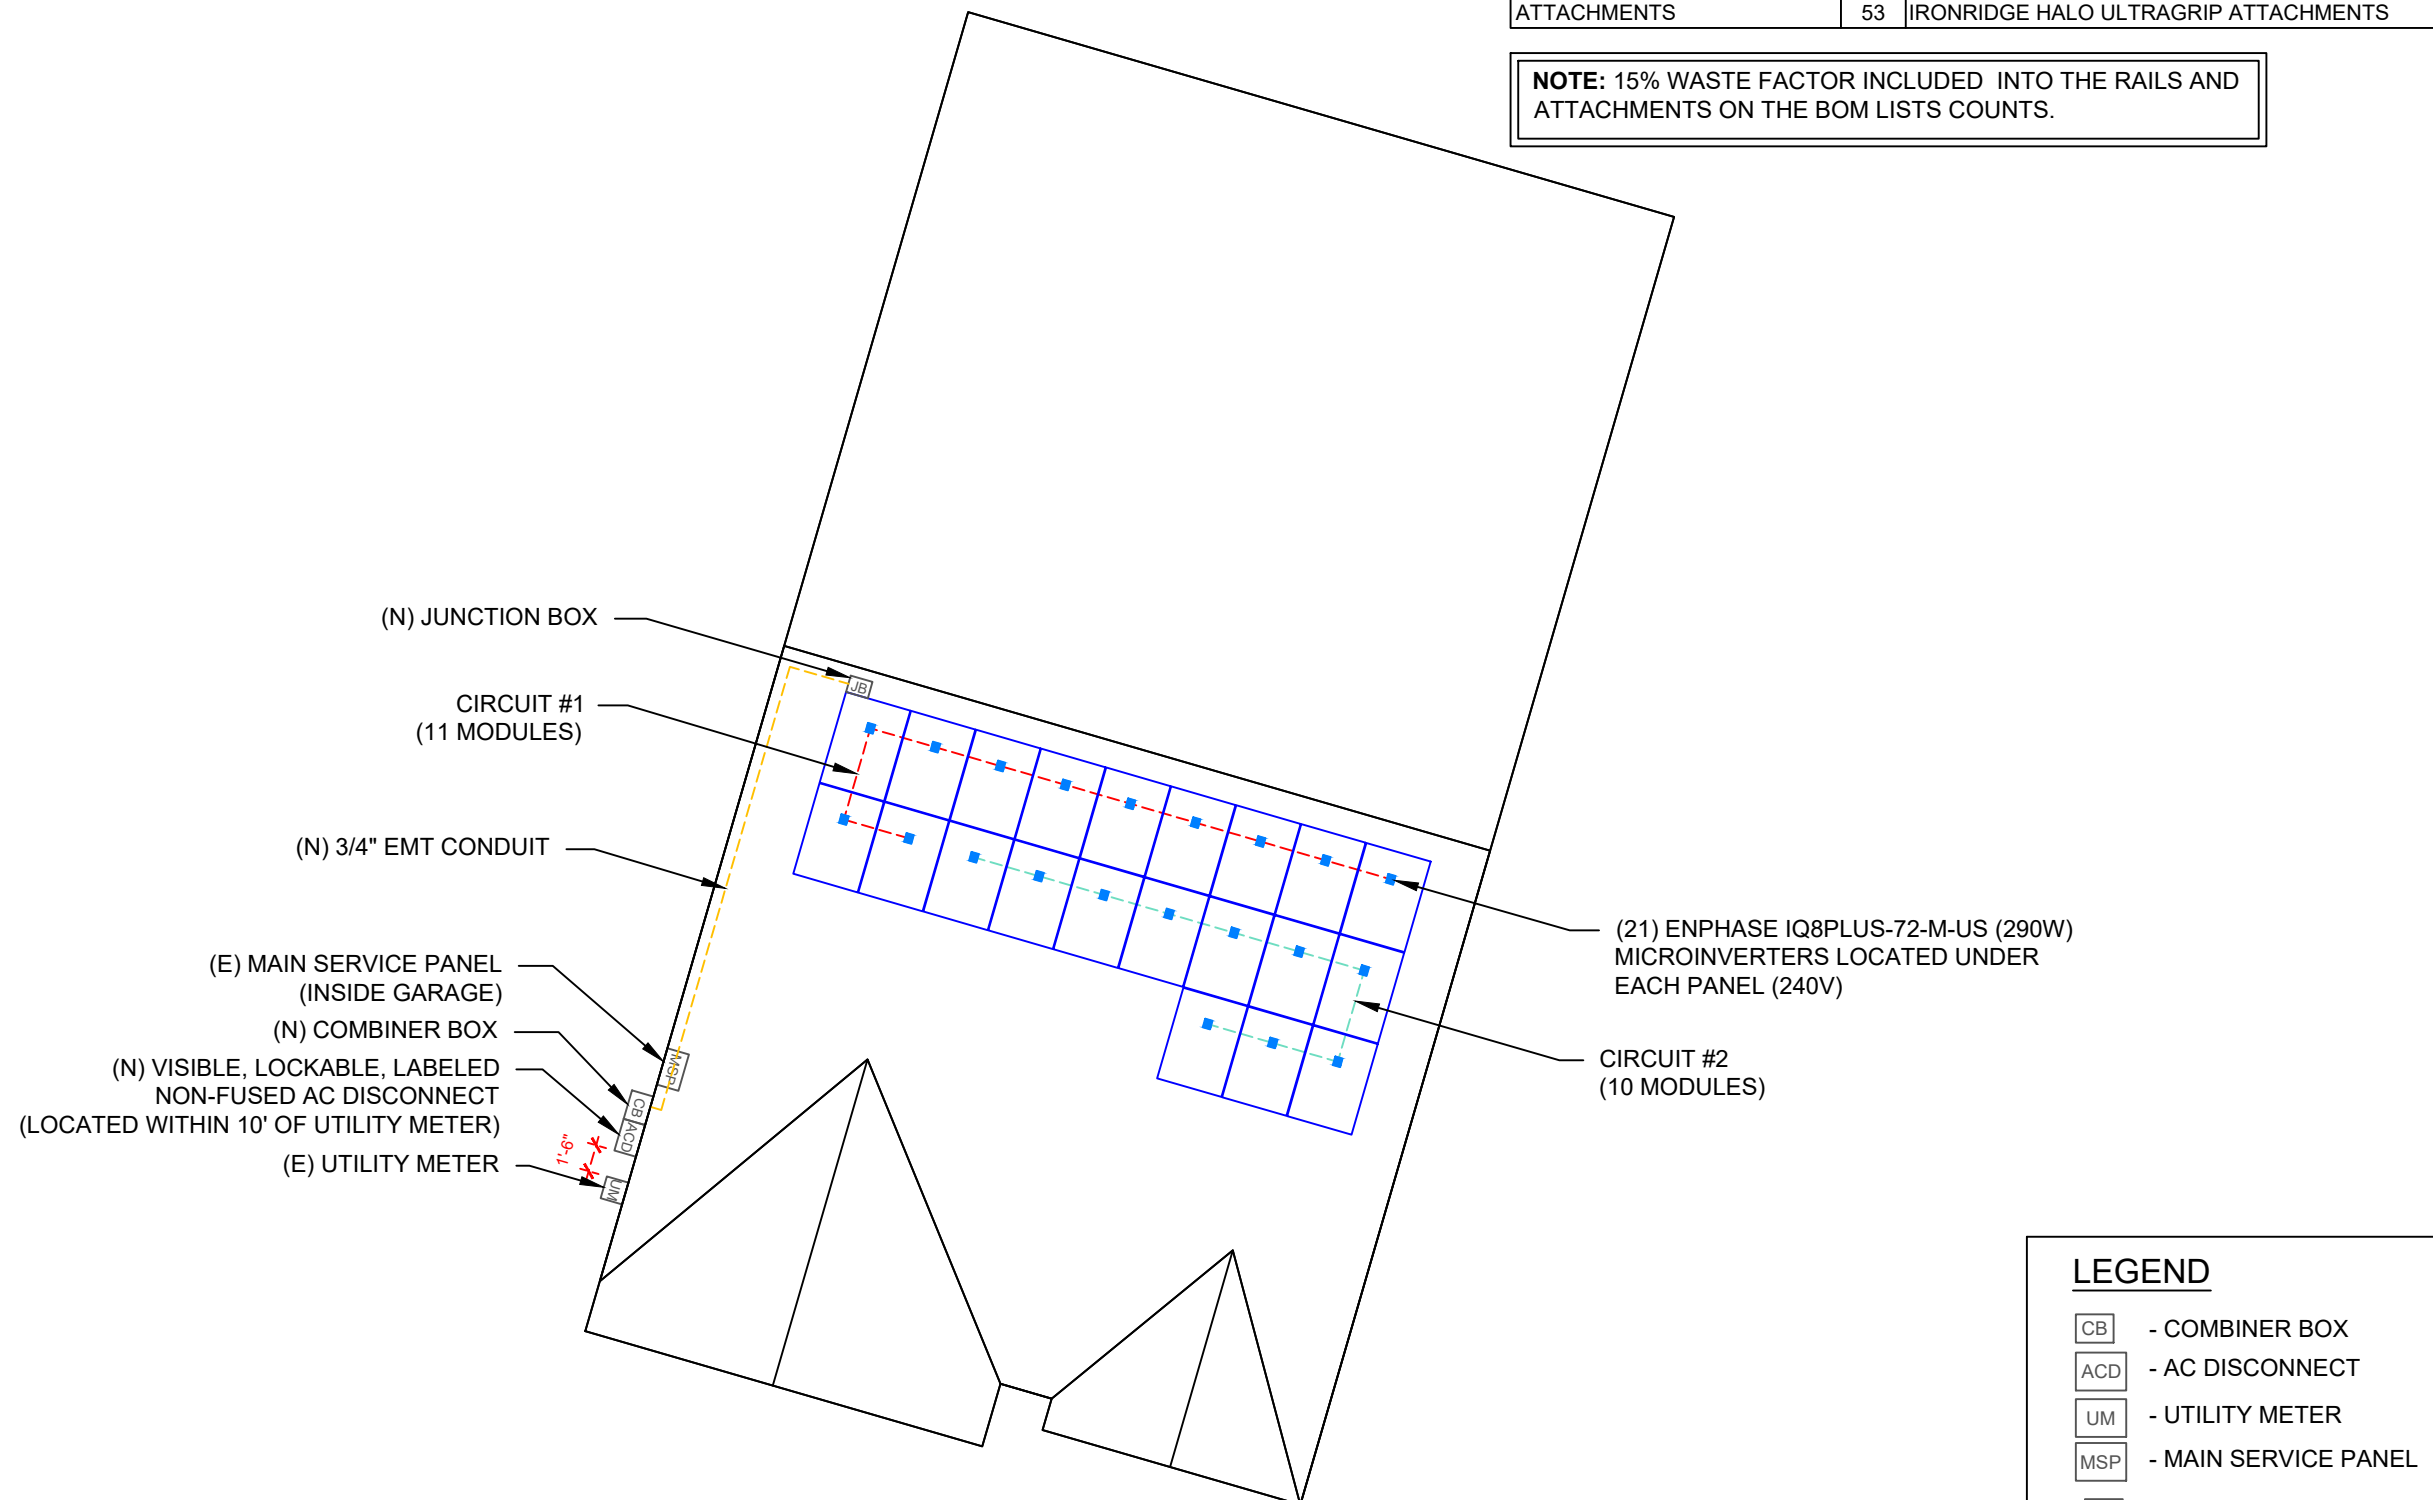 ATTACHMENTS 53 IRONRIDGE HALO ULTRAGRIP ATTACHMENTS
NOTE: 15% WASTE FACTOR INCLUDED INTO THE RAILS AND
ATTACHMENTS ON THE BOM LISTS COUNTS.
(N) JUNCTION BOX
JB
CIRCUIT #1
(11 MODULES)
(N) 3/4" EMT CONDUIT
(E) MAIN SERVICE PANEL
(INSIDE GARAGE)
(N) COMBINER BOX
(N) VISIBLE, LOCKABLE, LABELED
NON-FUSED AC DISCONNECT
(LOCATED WITHIN 10' OF UTILITY METER)
(E) UTILITY METER
MSP
CB
ACD
1'-6"
UM
(21) ENPHASE IQ8PLUS-72-M-US (290W)
MICROINVERTERS LOCATED UNDER
EACH PANEL (240V)
CIRCUIT #2
(10 MODULES)
LEGEND
CB - COMBINER BOX
ACD - AC DISCONNECT
UM - UTILITY METER
MSP - MAIN SERVICE PANEL